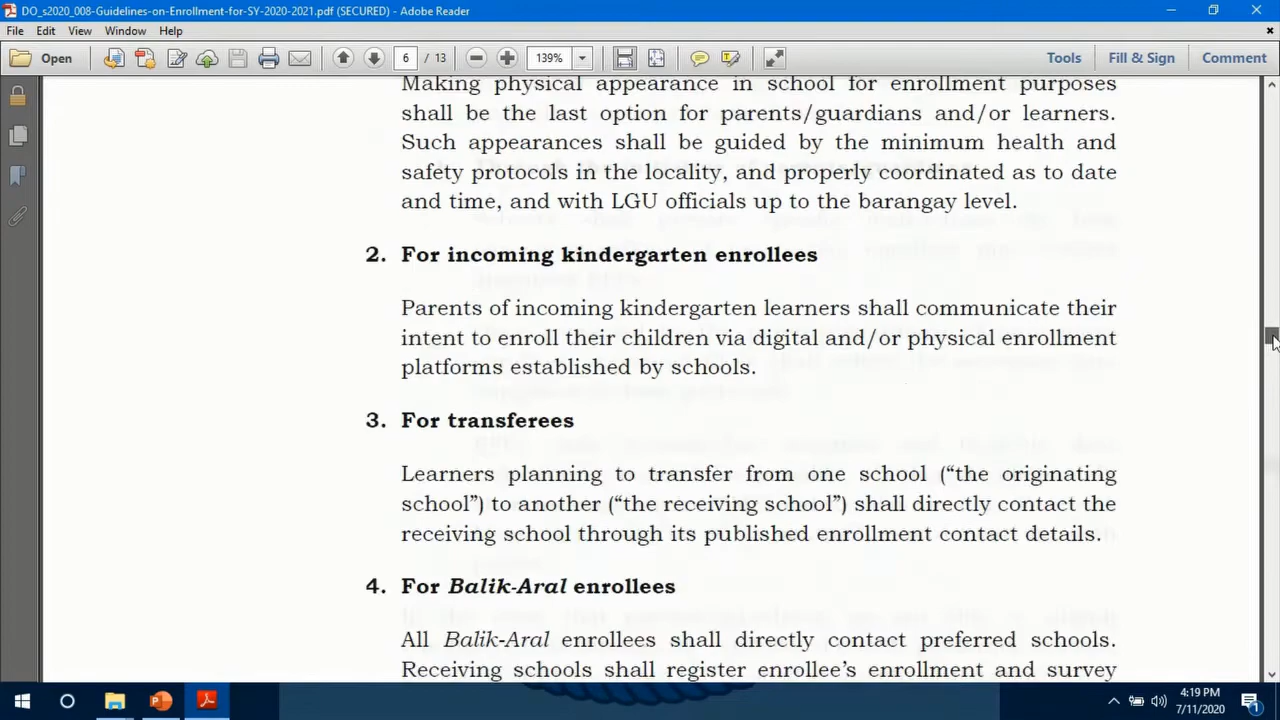 DO_s2020_008-Guidelines-on-Enrollment-for-SY-2020-2021.pdf (SECURED) - Adobe Reader
File Edit View Window Help
Open 6 / 13 139% Tools Fill & Sign Comment
Making physical appearance in school for enrollment purposes
shall be the last option for parents/guardians and/or learners.
Such appearances shall be guided by the minimum health and
safety protocols in the locality, and properly coordinated as to date
and time, and with LGU officials up to the barangay level.
2. For incoming kindergarten enrollees
Parents of incoming kindergarten learners shall communicate their
intent to enroll their children via digital and/or physical enrollment
platforms established by schools.
3. For transferees
Learners planning to transfer from one school (“the originating
school”) to another (“the receiving school”) shall directly contact the
receiving school through its published enrollment contact details.
4. For Balik-Aral enrollees
All Balik-Aral enrollees shall directly contact preferred schools.
Receiving schools shall register enrollee’s enrollment and survey
4:19 PM
7/11/2020
1